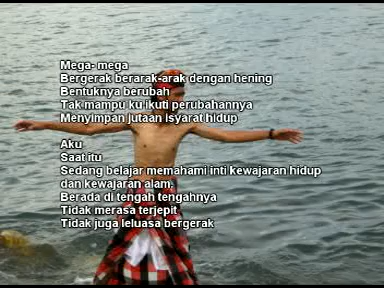 Mega- mega
Bergerak berarak-arak dengan hening
Bentuknya berubah
Tak mampu ku ikuti perubahannya
Menyimpan jutaan isyarat hidup
Aku
Saat itu
Sedang belajar memahami inti kewajaran hidup
dan kewajaran alam.
Berada di tengah tengahnya
Tidak merasa terjepit
Tidak juga leluasa bergerak